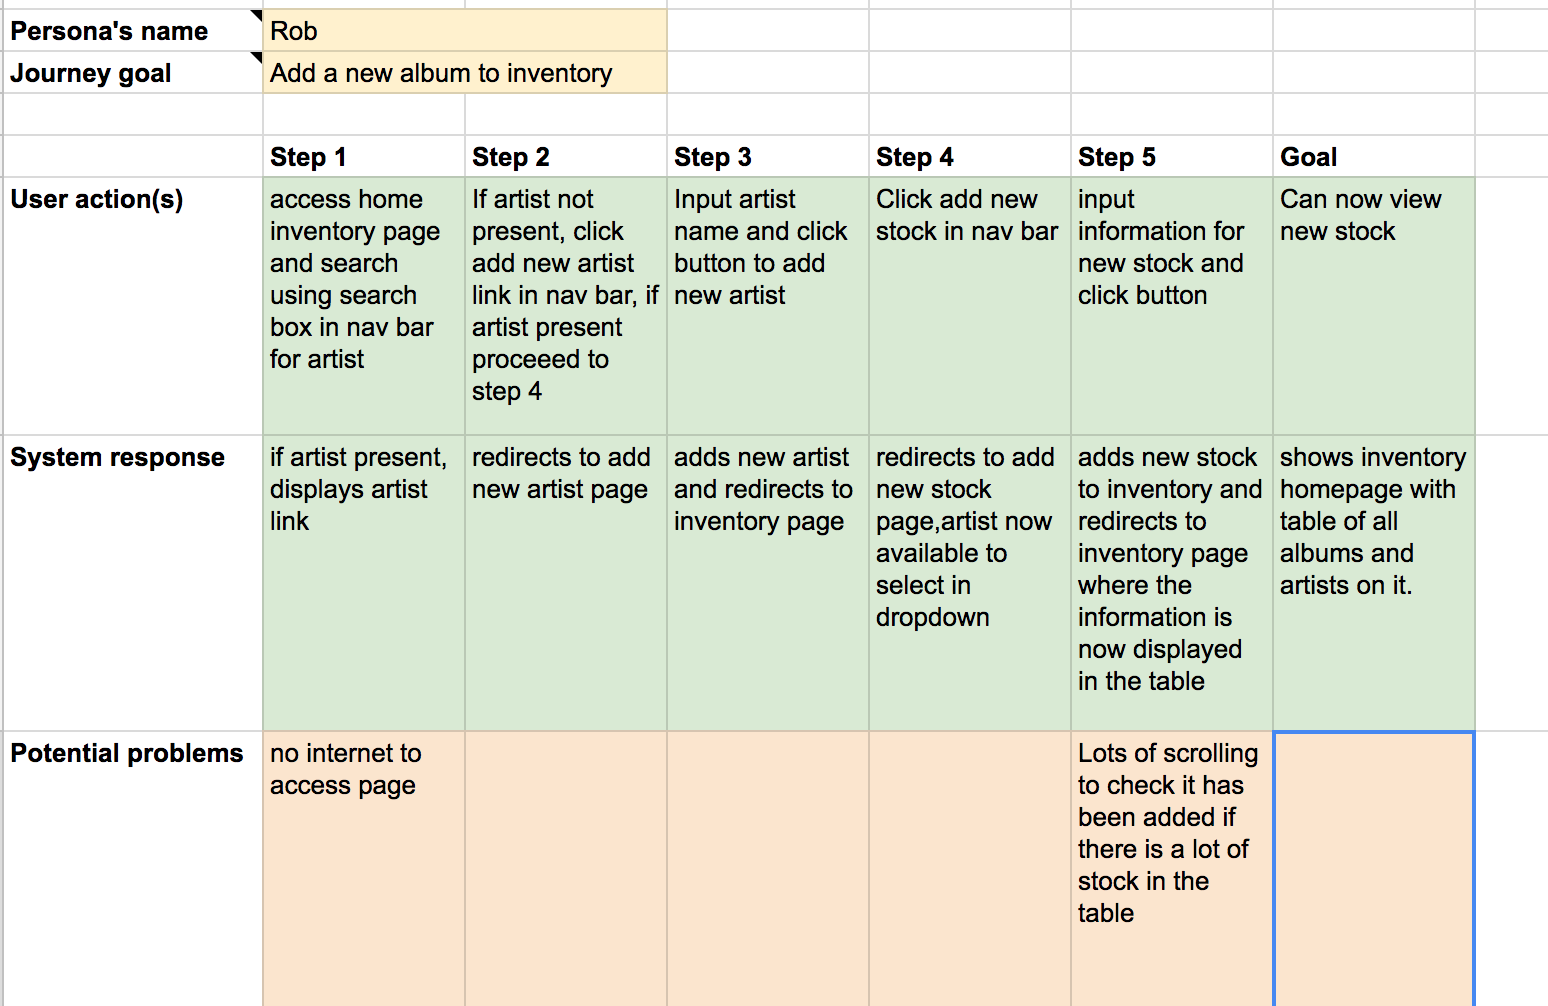 Persona's name
Rob
Journey goal
Add a new album to inventory
Step 1
Step 2
Step 3
Step 4
Step 5
Goal
User action(s)
access home
inventory page
and search
using search
box in nav bar
for artist
If artist not
present, click
add new artist
link in nav bar, if
artist present
proceeed to
step 4
Input artist
name and click
button to add
new artist
Click add new
stock in nav bar
input
information for
new stock and
click button
Can now view
new stock
System response
if artist present,
displays artist
link
redirects to add
new artist page
adds new artist
and redirects to
inventory page
redirects to add
new stock
page,artist now
available to
select in
dropdown
adds new stock
to inventory and
redirects to
inventory page
where the
information is
now displayed
in the table
shows inventory
homepage with
table of all
albums and
artists on it.
Potential problems
no internet to
access page
Lots of scrolling
to check it has
been added if
there is a lot of
stock in the
table